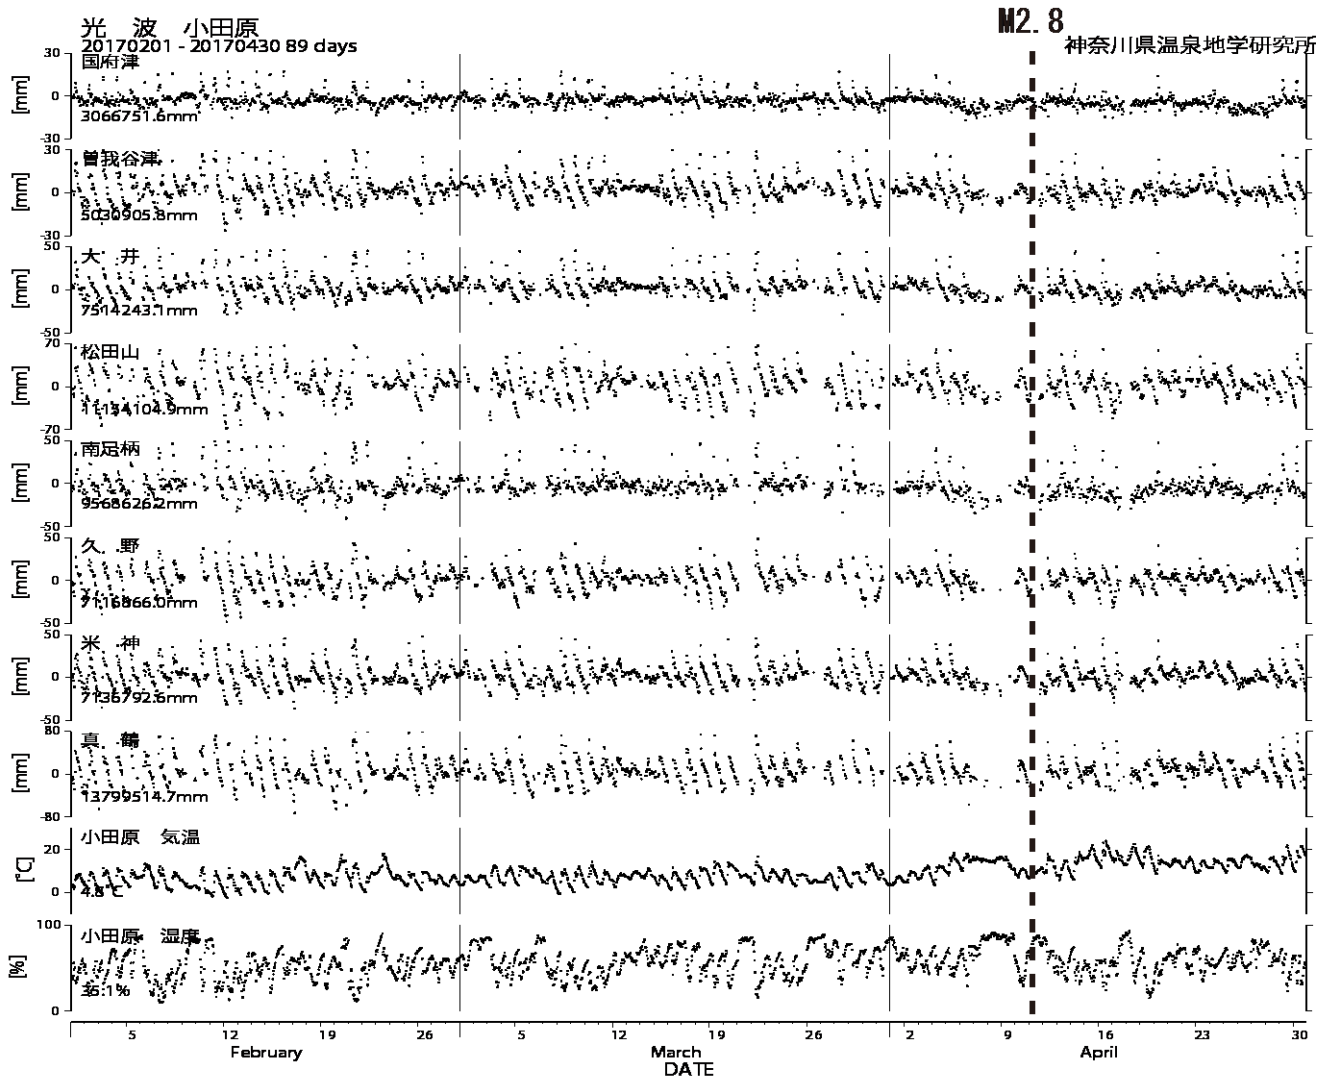 光 波 小田原
20170201 - 20170430 89 days
M2.8
神奈川県温泉地学研究所
30
国府津
[mm]
0
3066751.6mm
30
30
曽我谷津
[mm]
0
5030905.8mm
30
50
大 井
[mm]
0
7514243.1mm
-50
70
松田山
[mm]
0
11134104.9mm
-70
50
南足柄
[mm]
0
9568626.2mm
-50
50
久 野
[mm]
0
7116866.0mm
-50
50
米 神
[mm]
0
7136792.6mm
-50
80
真 鶴
[mm]
0
13799514.7mm
-80
小田原 気温
20
[℃]
0
4.8℃
100
小田原 湿度
[%]
35.1%
0
5 12 19 26 5 12 19 26 2 9 16 23 30
February March April
DATE